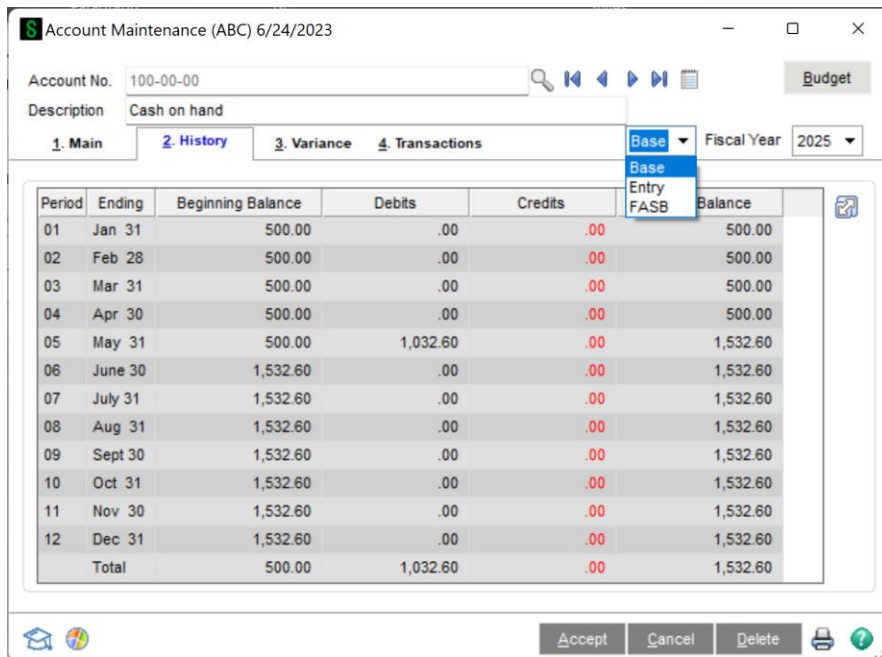 S Account Maintenance (ABC) 6/24/2023
Account No. 100-00-00 Budget
Description Cash on hand
1. Main 2. History 3. Variance 4. Transactions Base Fiscal Year 2025
Base
Entry
FASB
Period Ending Beginning Balance Debits Credits Balance
01 Jan 31 500.00 .00 .00 500.00
02 Feb 28 500.00 .00 .00 500.00
03 Mar 31 500.00 .00 .00 500.00
04 Apr 30 500.00 .00 .00 500.00
05 May 31 500.00 1,032.60 .00 1,532.60
06 June 30 1,532.60 .00 .00 1,532.60
07 July 31 1,532.60 .00 .00 1,532.60
08 Aug 31 1,532.60 .00 .00 1,532.60
09 Sept 30 1,532.60 .00 .00 1,532.60
10 Oct 31 1,532.60 .00 .00 1,532.60
11 Nov 30 1,532.60 .00 .00 1,532.60
12 Dec 31 1,532.60 .00 .00 1,532.60
Total 500.00 1,032.60 .00 1,532.60
Accept Cancel Delete ?